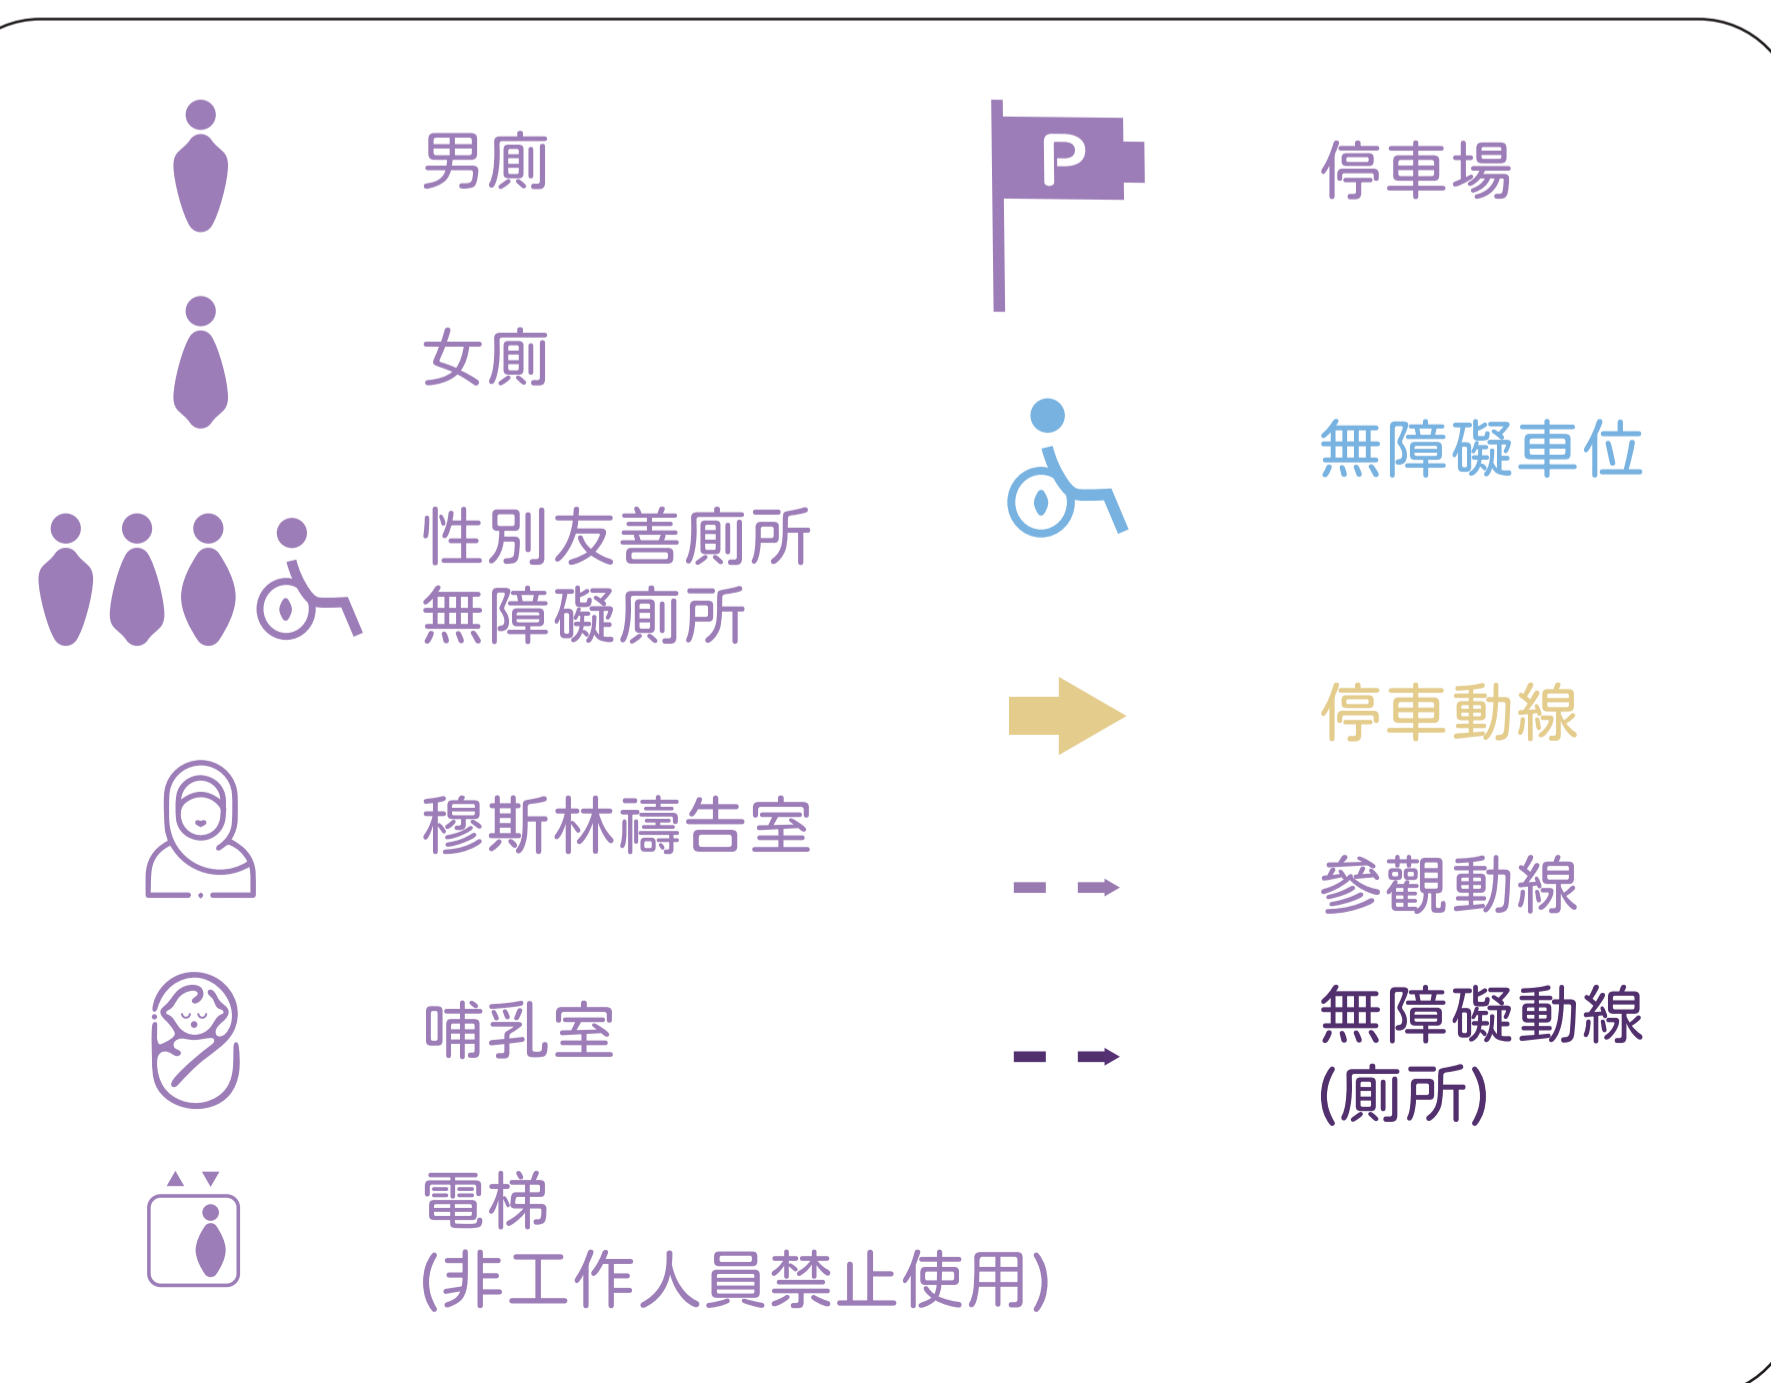 男廁
女廁
性別友善廁所
無障礙廁所
穆斯林禱告室
哺乳室
電梯
(非工作人員禁止使用)
P
停車場
無障礙車位
停車動線
參觀動線
無障礙動線
(廁所)